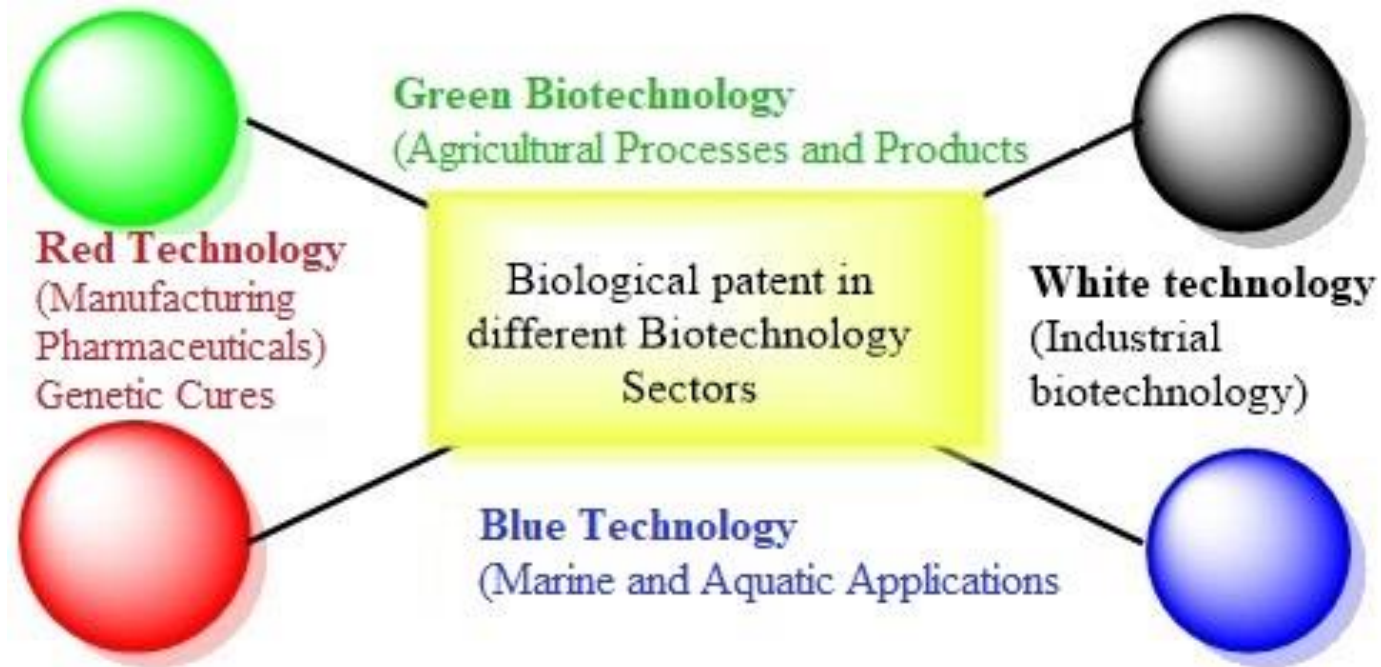 Green Biotechnology
(Agricultural Processes and Products
Red Technology
(Manufacturing
Pharmaceuticals)
Genetic Cures
Biological patent in
different Biotechnology
Sectors
White technology
(Industrial
biotechnology)
Blue Technology
(Marine and Aquatic Applications